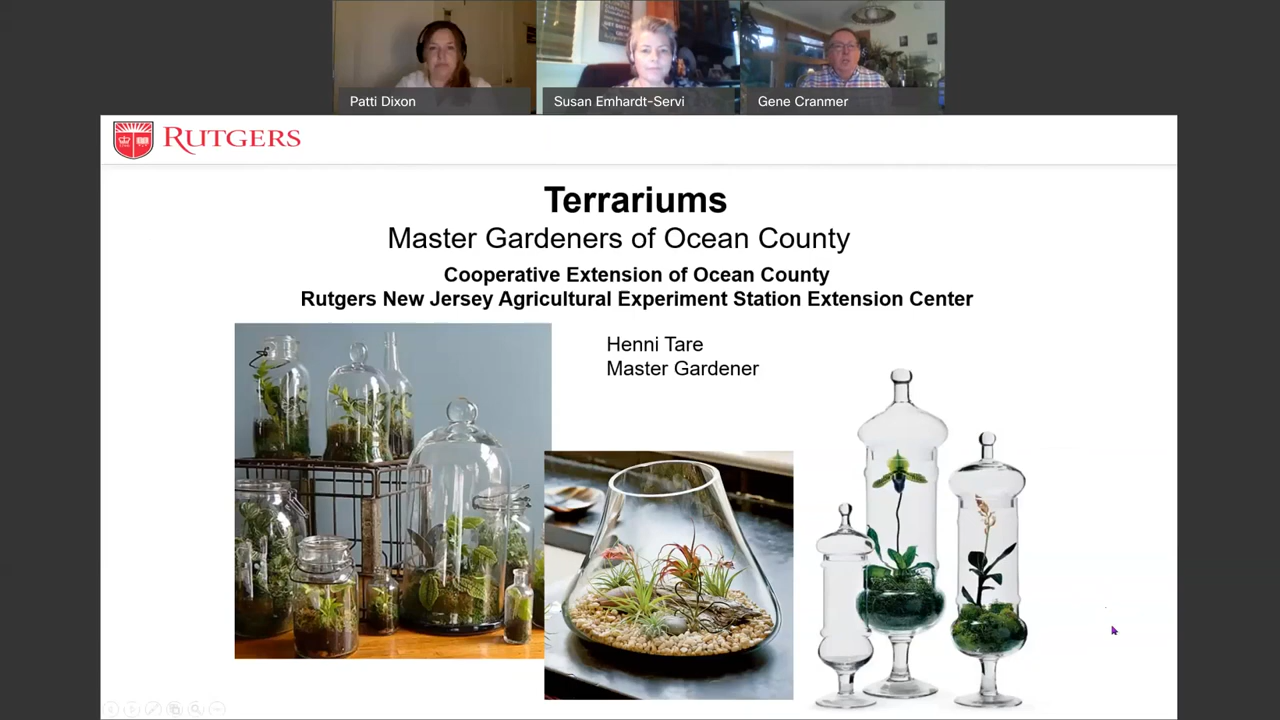 Patti Dixon
Susan Emhardt-Servi
Gene Cranmer
RUTGERS
Terrariums
Master Gardeners of Ocean County
Cooperative Extension of Ocean County
Rutgers New Jersey Agricultural Experiment Station Extension Center
Henni Tare
Master Gardener